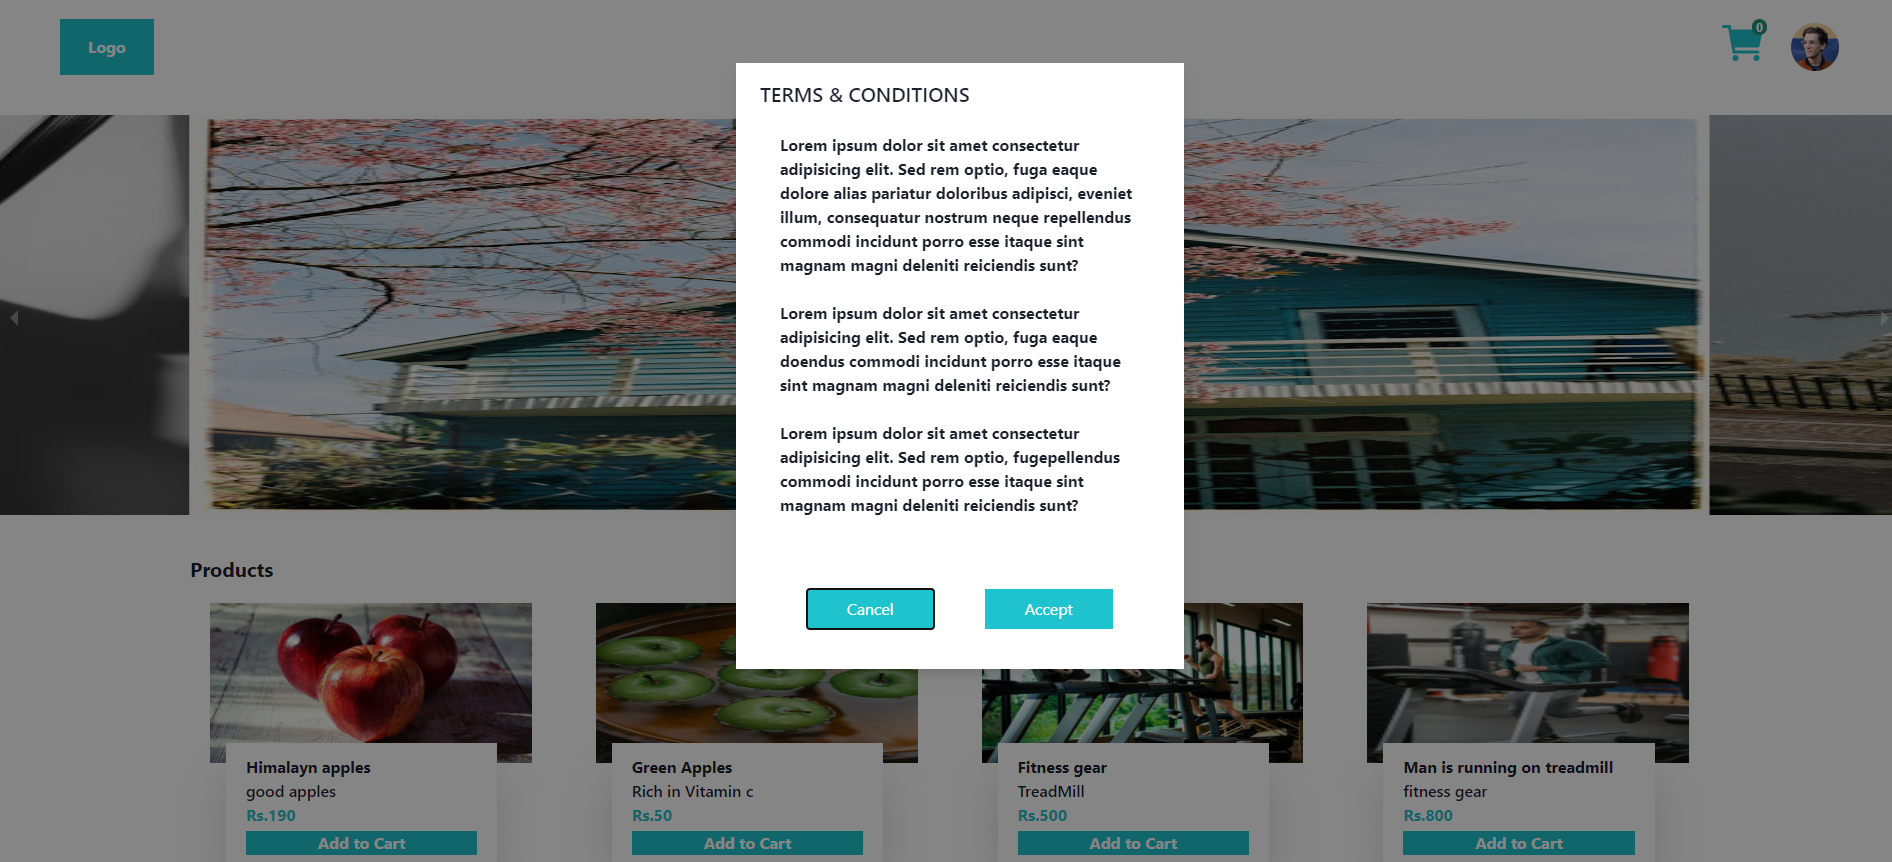 Logo
0
TERMS & CONDITIONS
Lorem ipsum dolor sit amet consectetur
adipisicing elit. Sed rem optio, fuga eaque
dolore alias pariatur doloribus adipisci, eveniet
illum, consequatur nostrum neque repellendus
commodi incidunt porro esse itaque sint
magnam magni deleniti reiciendis sunt?
Lorem ipsum dolor sit amet consectetur
adipisicing elit. Sed rem optio, fuga eaque
doendus commodi incidunt porro esse itaque
sint magnam magni deleniti reiciendis sunt?
Lorem ipsum dolor sit amet consectetur
adipisicing elit. Sed rem optio, fugepellendus
commodi incidunt porro esse itaque sint
magnam magni deleniti reiciendis sunt?
Cancel
Accept
Products
Himalayn apples
good apples
Rs.190
Add to Cart
Green Apples
Rich in Vitamin c
Rs.50
Add to Cart
Fitness gear
TreadMill
Rs.500
Add to Cart
Man is running on treadmill
fitness gear
Rs.800
Add to Cart